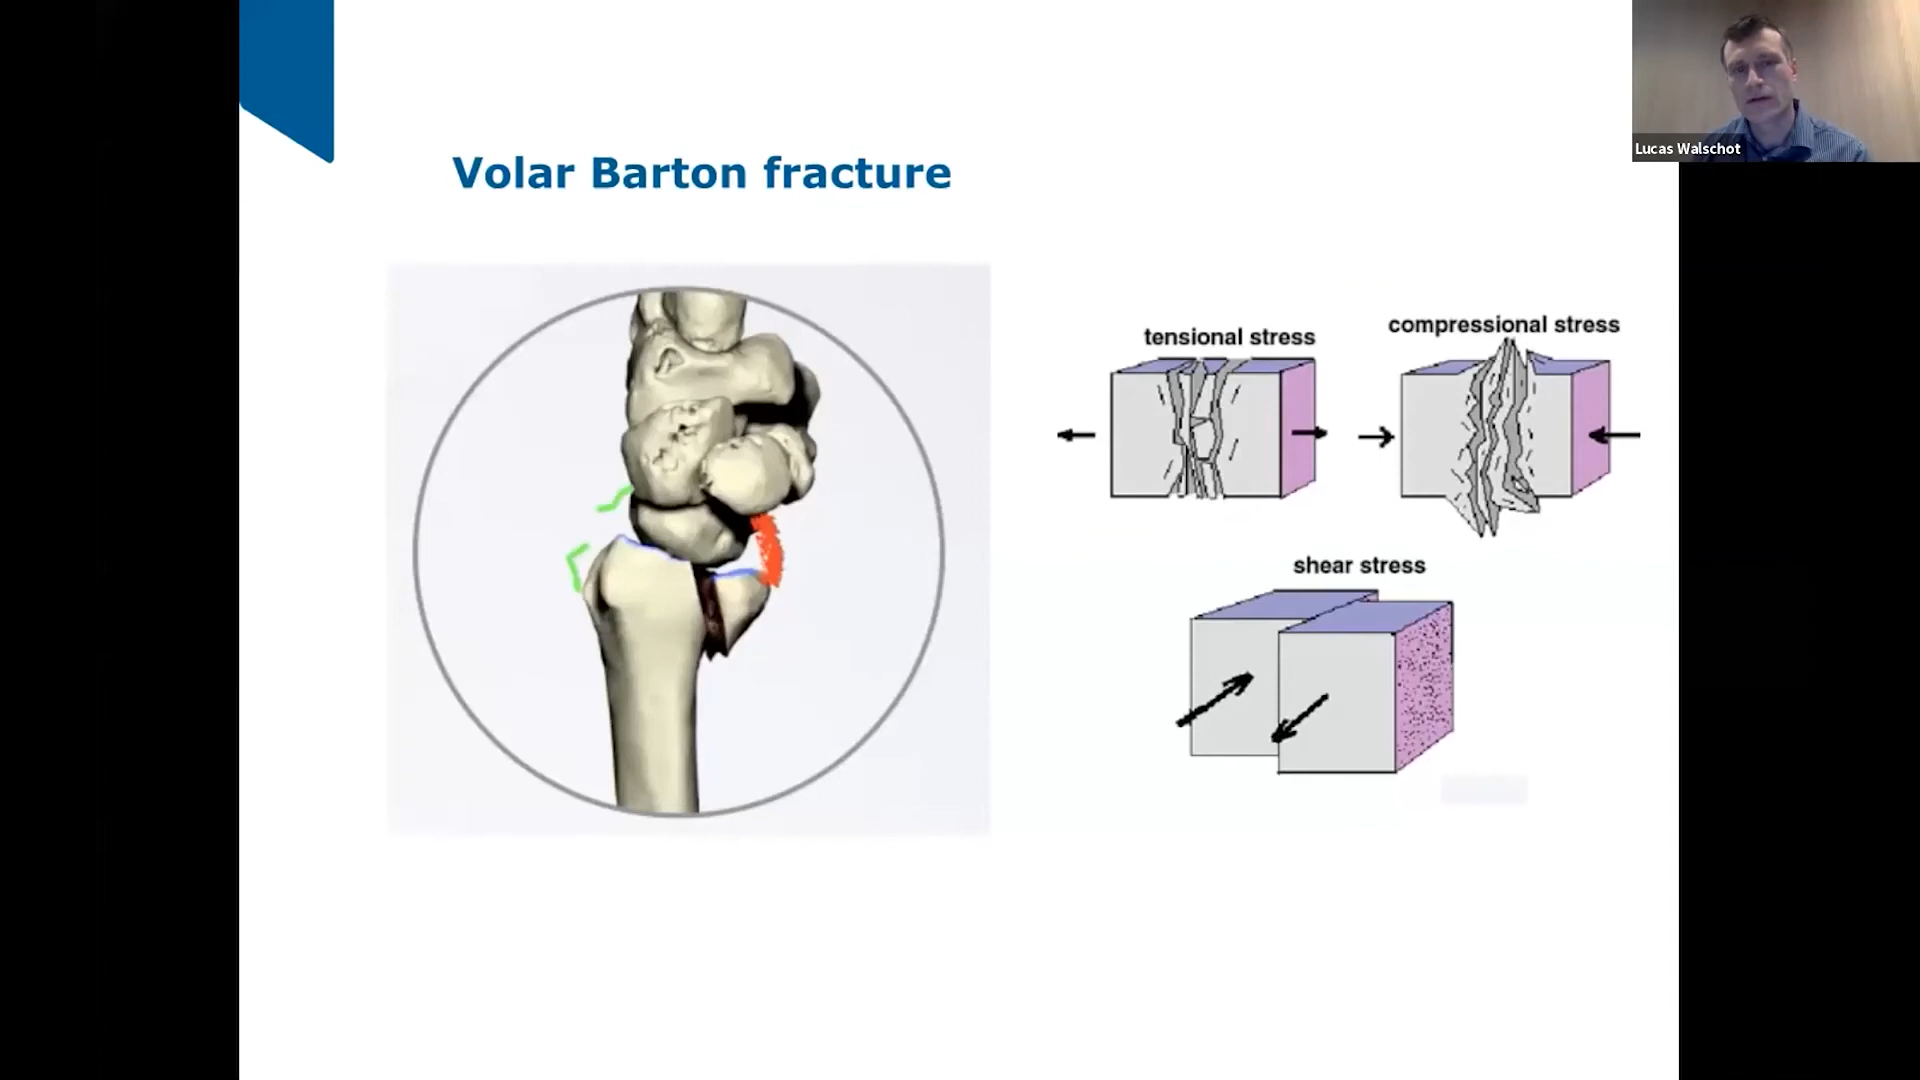 Volar Barton fracture
tensional stress
compressional stress
shear stress
Lucas Walschot